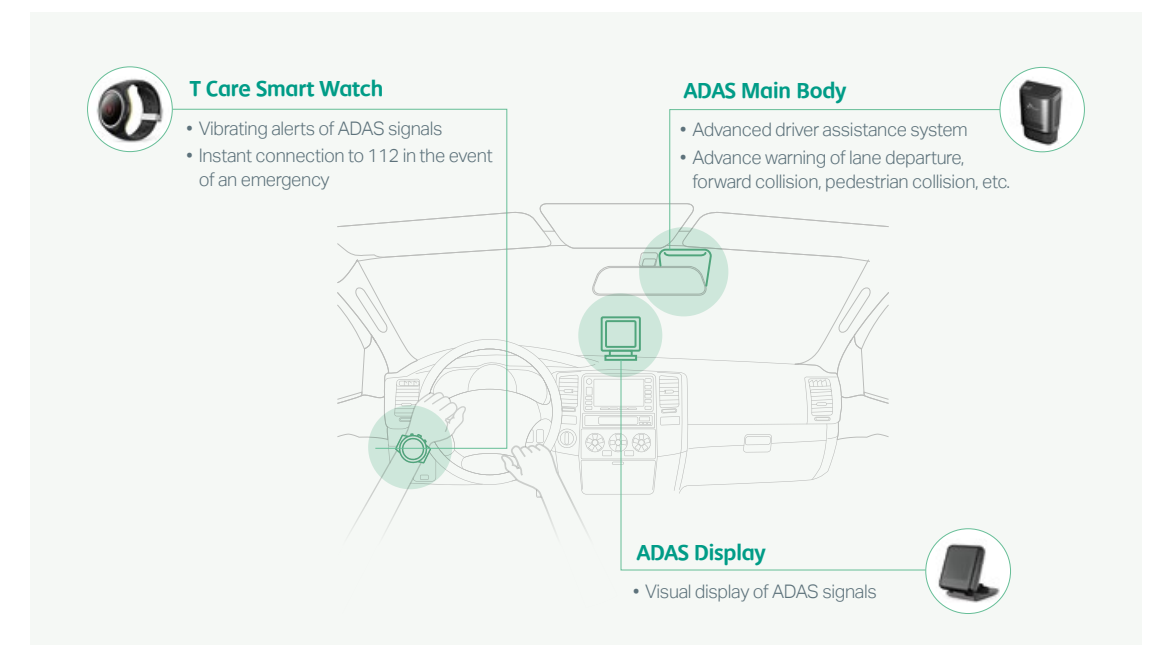 T Care Smart Watch
• Vibrating alerts of ADAS signals
• Instant connection to 112 in the event
of an emergency
ADAS Main Body
• Advanced driver assistance system
• Advance warning of lane departure,
forward collision, pedestrian collision, etc.
ADAS Display
• Visual display of ADAS signals